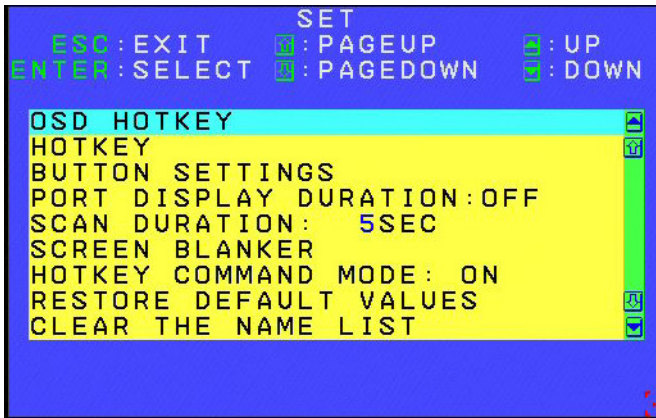 SET
ESC:EXIT ⇧:PAGEUP ▲:UP
ENTER:SELECT ⇩:PAGEDOWN ▼:DOWN
OSD HOTKEY
HOTKEY
BUTTON SETTINGS
PORT DISPLAY DURATION:OFF
SCAN DURATION: 5SEC
SCREEN BLANKER
HOTKEY COMMAND MODE: ON
RESTORE DEFAULT VALUES
CLEAR THE NAME LIST